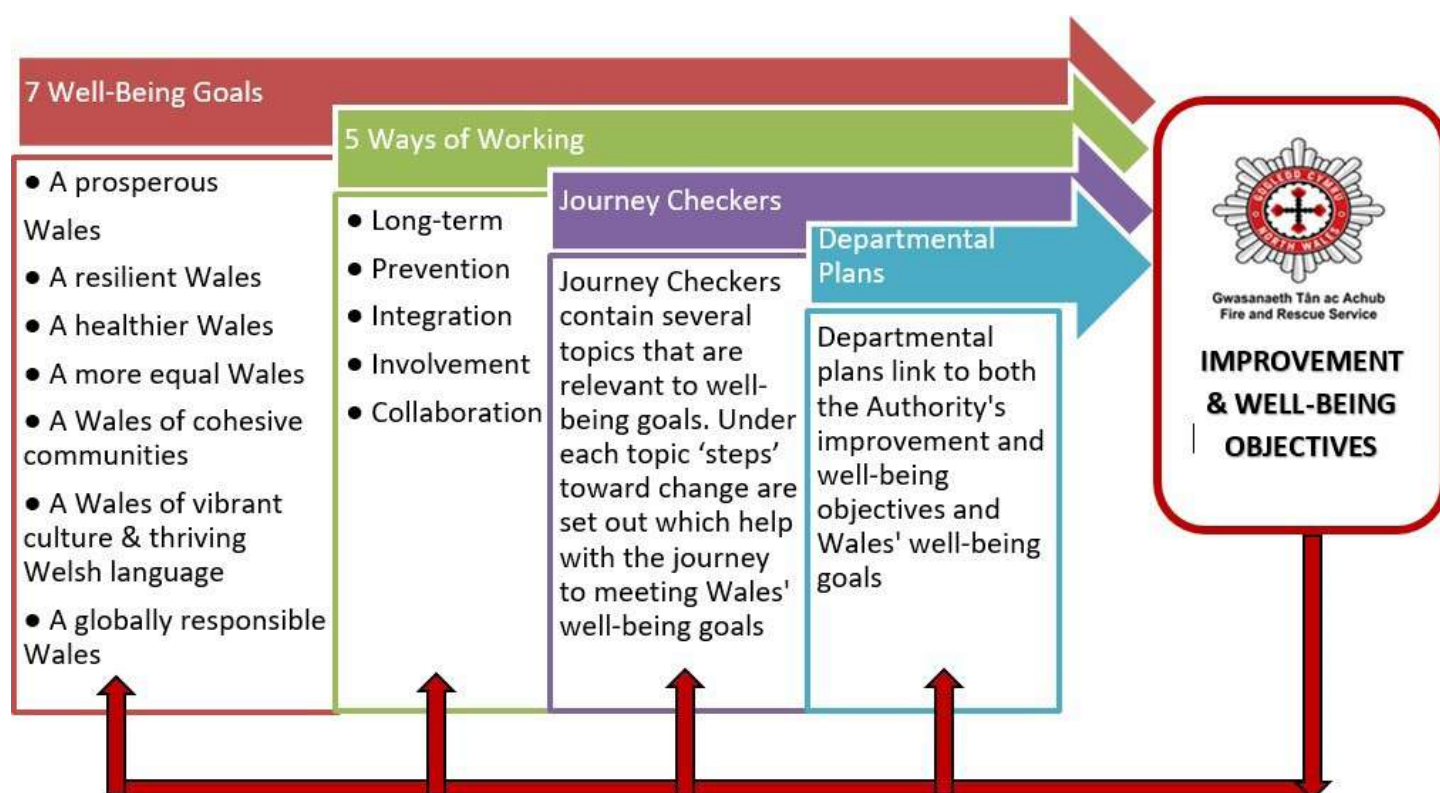 7 Well-Being Goals
● A prosperous
Wales
● A resilient Wales
● A healthier Wales
● A more equal Wales
● A Wales of cohesive
communities
● A Wales of vibrant
culture & thriving
Welsh language
● A globally responsible
Wales
5 Ways of Working
● Long-term
● Prevention
● Integration
● Involvement
● Collaboration
Journey Checkers
Journey Checkers
contain several
topics that are
relevant to well-
being goals. Under
each topic ‘steps’
toward change are
set out which help
with the journey
to meeting Wales'
well-being goals
Departmental
Plans
Departmental
plans link to both
the Authority's
improvement and
well-being
objectives and
Wales' well-being
goals
GOGLEDD CYMRU
NORTH WALES
Gwasanaeth Tân ac Achub
Fire and Rescue Service
IMPROVEMENT
& WELL-BEING
OBJECTIVES